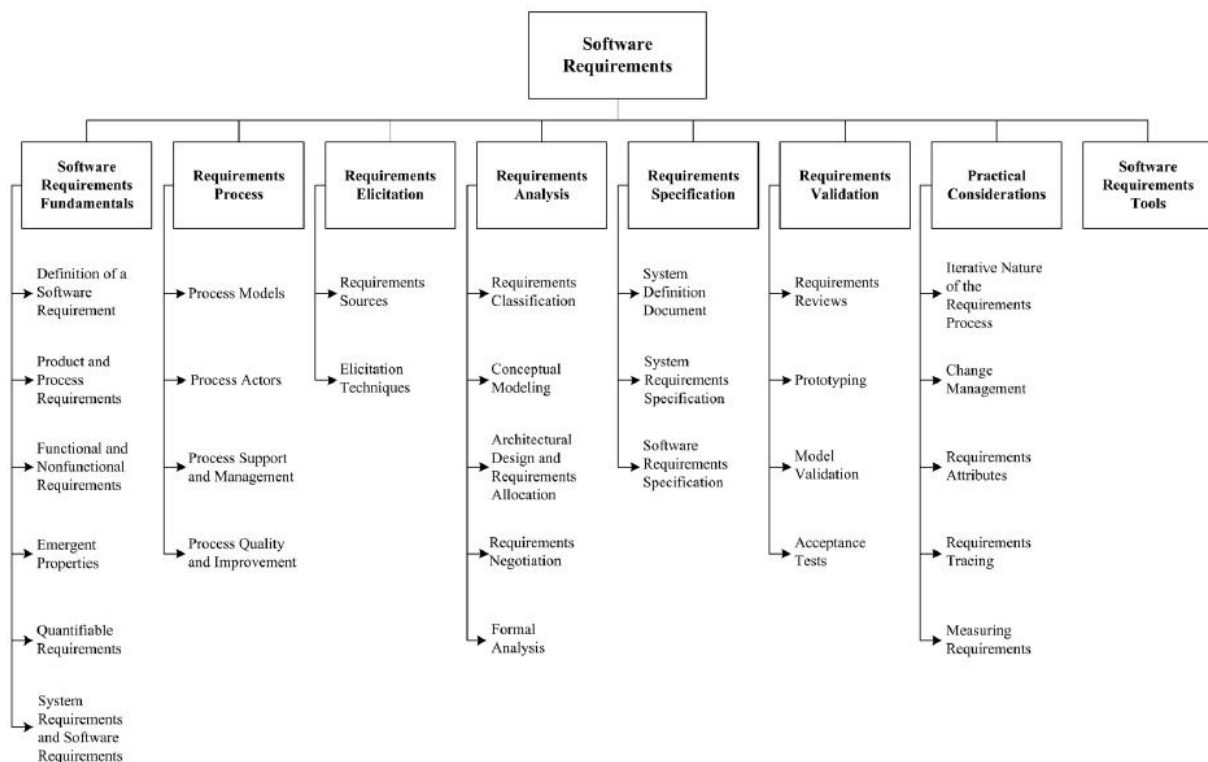 Software
Requirements
Software
Requirements
Fundamentals
Requirements
Process
Requirements
Elicitation
Requirements
Analysis
Requirements
Specification
Requirements
Validation
Practical
Considerations
Software
Requirements
Tools
Definition of a
Software
Requirement
Product and
Process
Requirements
Functional and
Nonfunctional
Requirements
Emergent
Properties
Quantifiable
Requirements
System
Requirements
and Software
Requirements
Process Models
Process Actors
Process Support
and Management
Process Quality
and Improvement
Requirements
Sources
Elicitation
Techniques
Requirements
Classification
Conceptual
Modeling
Architectural
Design and
Requirements
Allocation
Requirements
Negotiation
Formal
Analysis
System
Definition
Document
System
Requirements
Specification
Software
Requirements
Specification
Requirements
Reviews
Prototyping
Model
Validation
Acceptance
Tests
Iterative Nature
of the
Requirements
Process
Change
Management
Requirements
Attributes
Requirements
Tracing
Measuring
Requirements